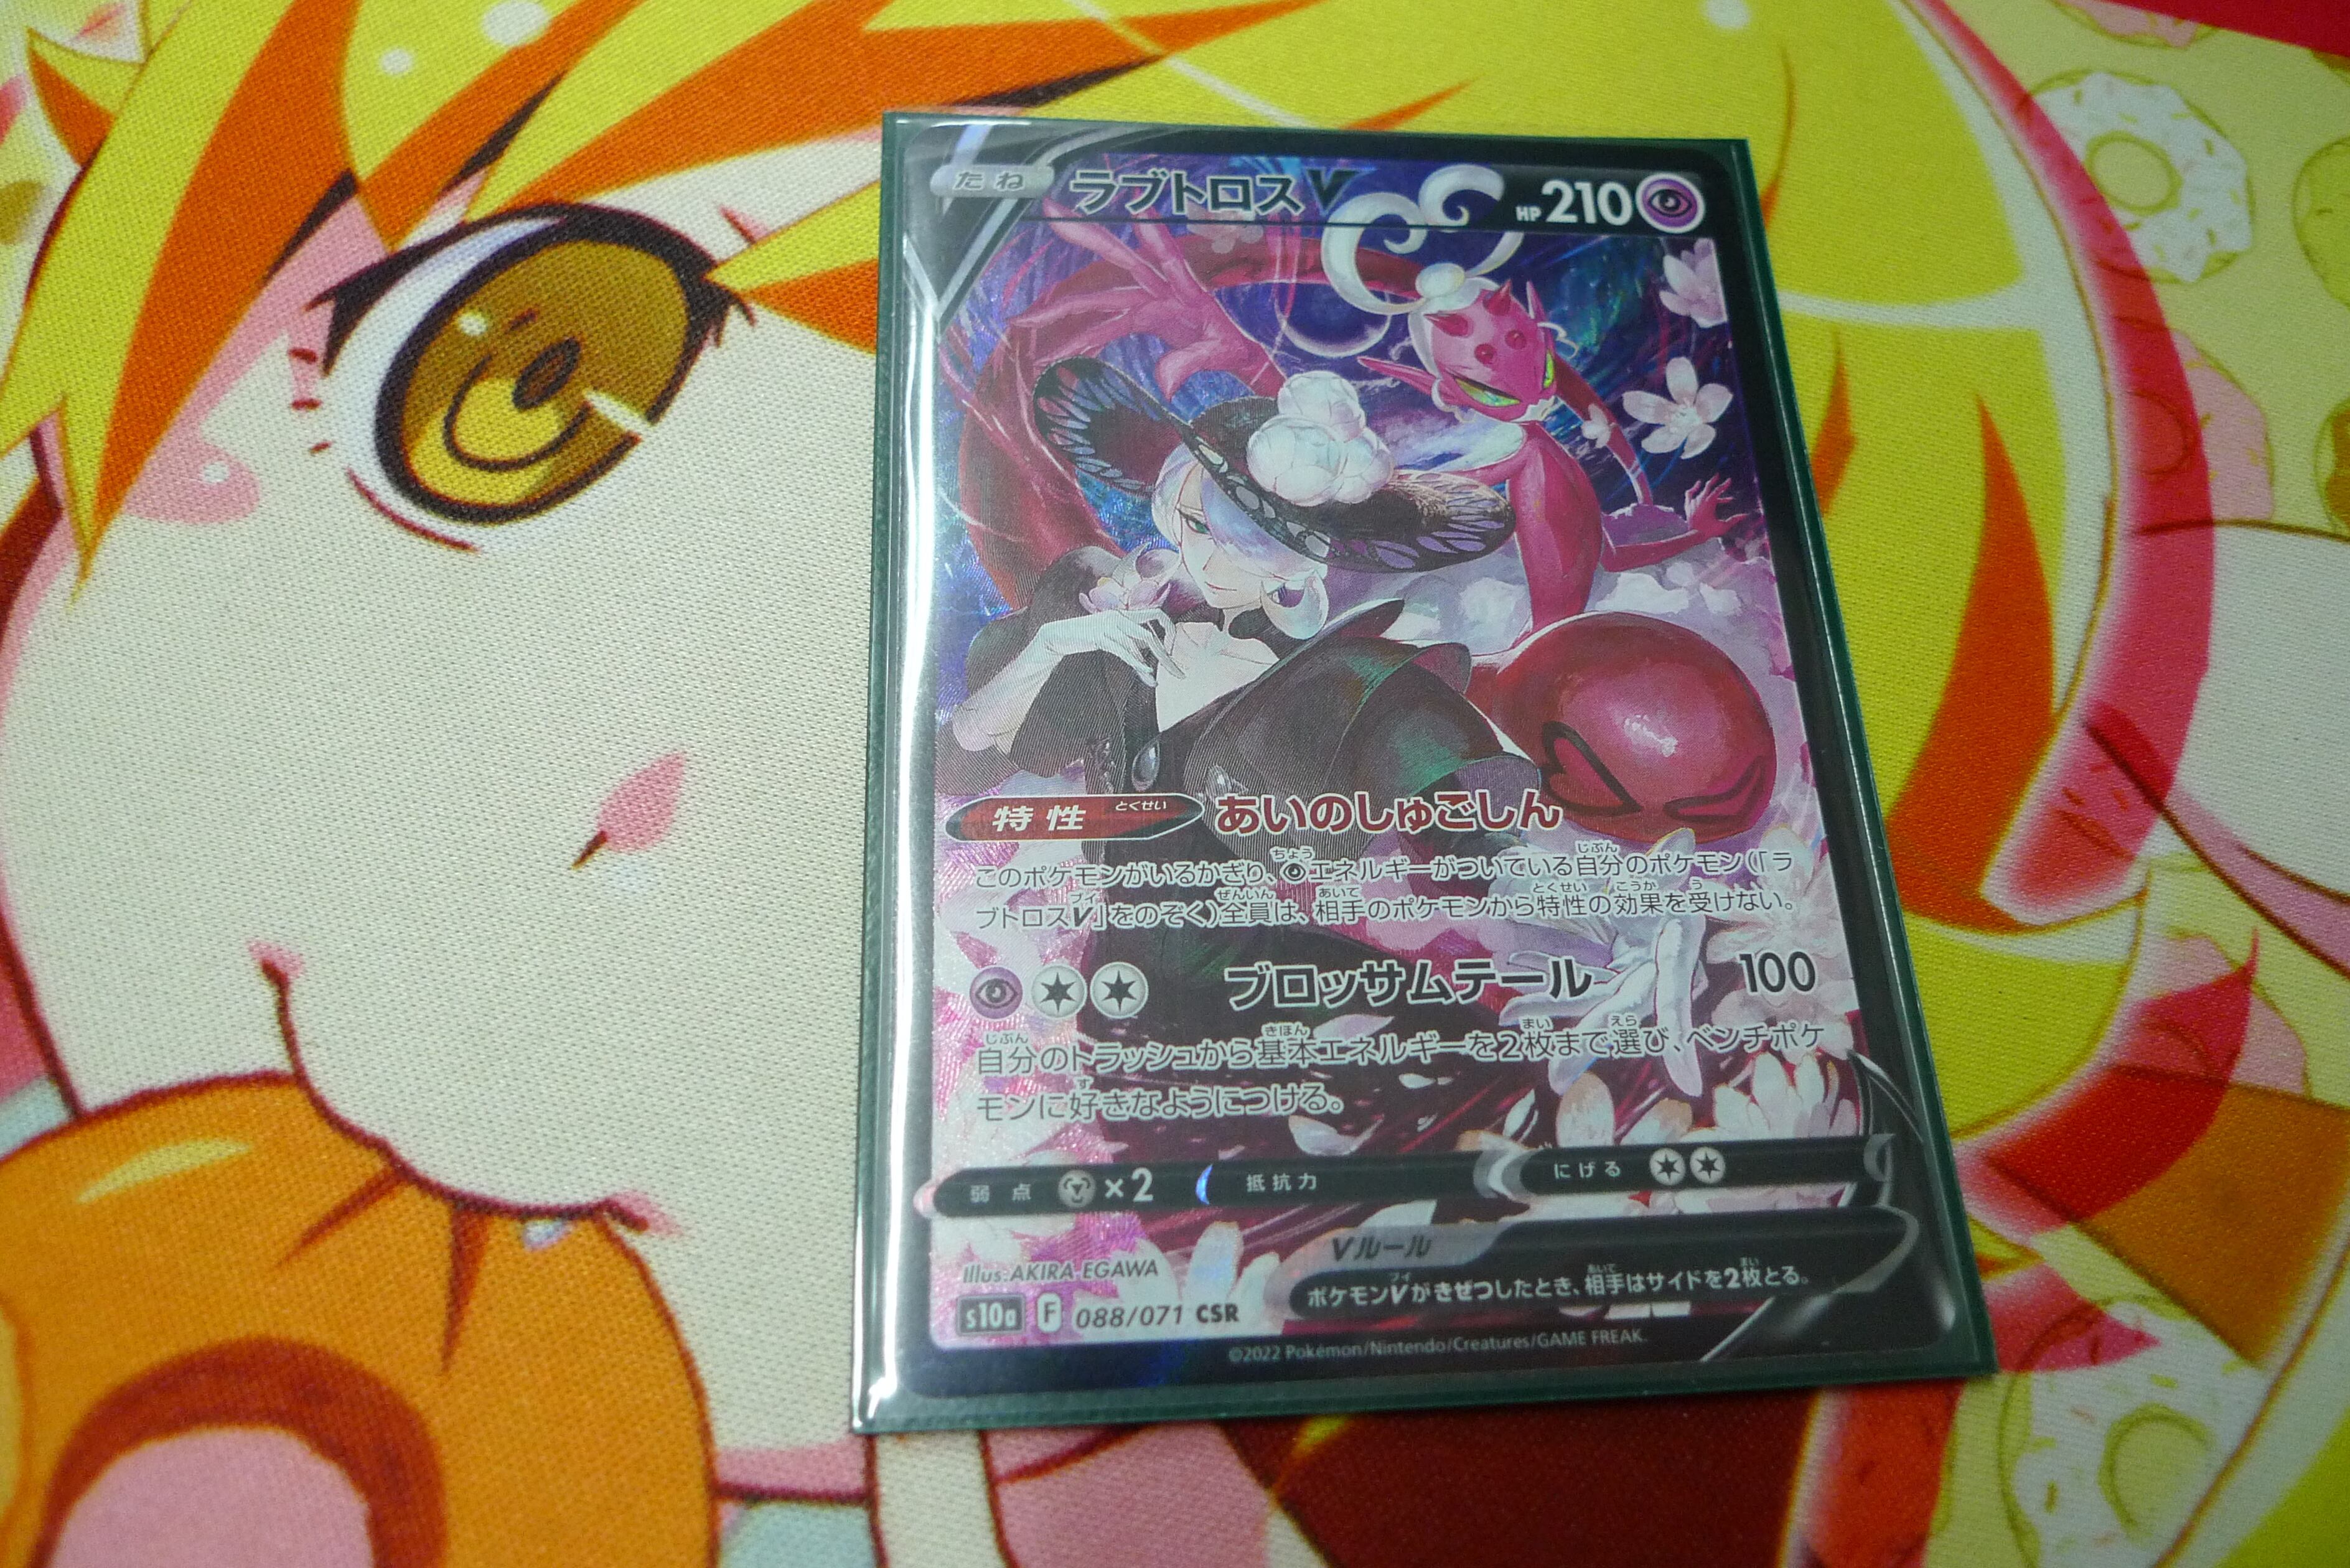 たね ラブトロスV HP210
特性 とくせい あいのしゅごしん
このポケモンがいるかぎり、エネルギーがついている自分のポケモン(「ラ
ブトロスV」をのぞく)全員は、相手のポケモンから特性の効果を受けない。
ブロッサムテール 100
自分のトラッシュから基本エネルギーを2枚まで選び、ベンチポケ
モンに好きなようにつける。
弱点 ×2 抵抗力 にげる
Vルール
ポケモンVがきぜつしたとき、相手はサイドを2枚とる。
Illus. AKIRA EGAWA
s10a F 088/071 CSR
©2022 Pokémon/Nintendo/Creatures/GAME FREAK.